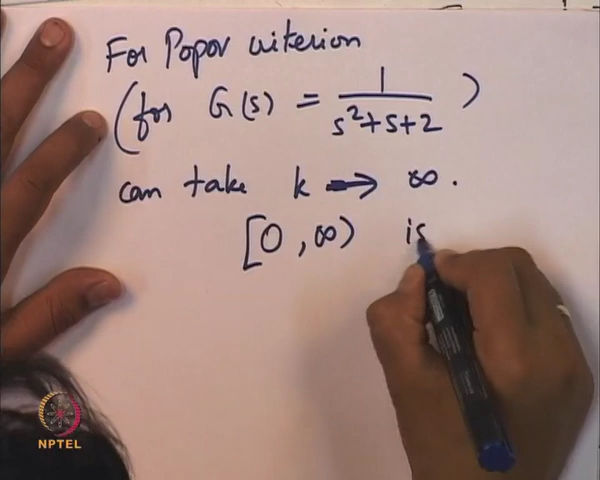 For Popov criterion
(for G(s) = 1/(s²+s+2))
can take k → ∞.
[0, ∞) is
NPTEL